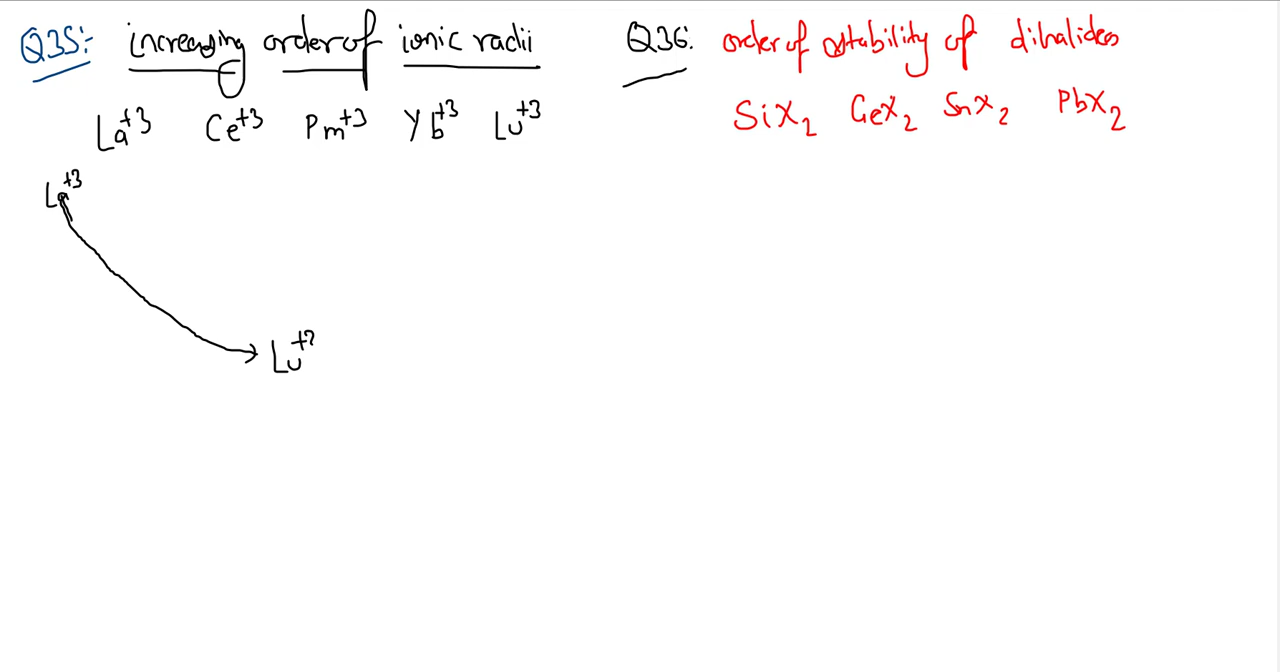 Q35:- increasing order of ionic radii
La+3 Ce+3 Pm+3 Yb+3 Lu+3
La+3
Lu+3
Q36: order of stability of dihalides
SiX2 GeX2 SnX2 PbX2